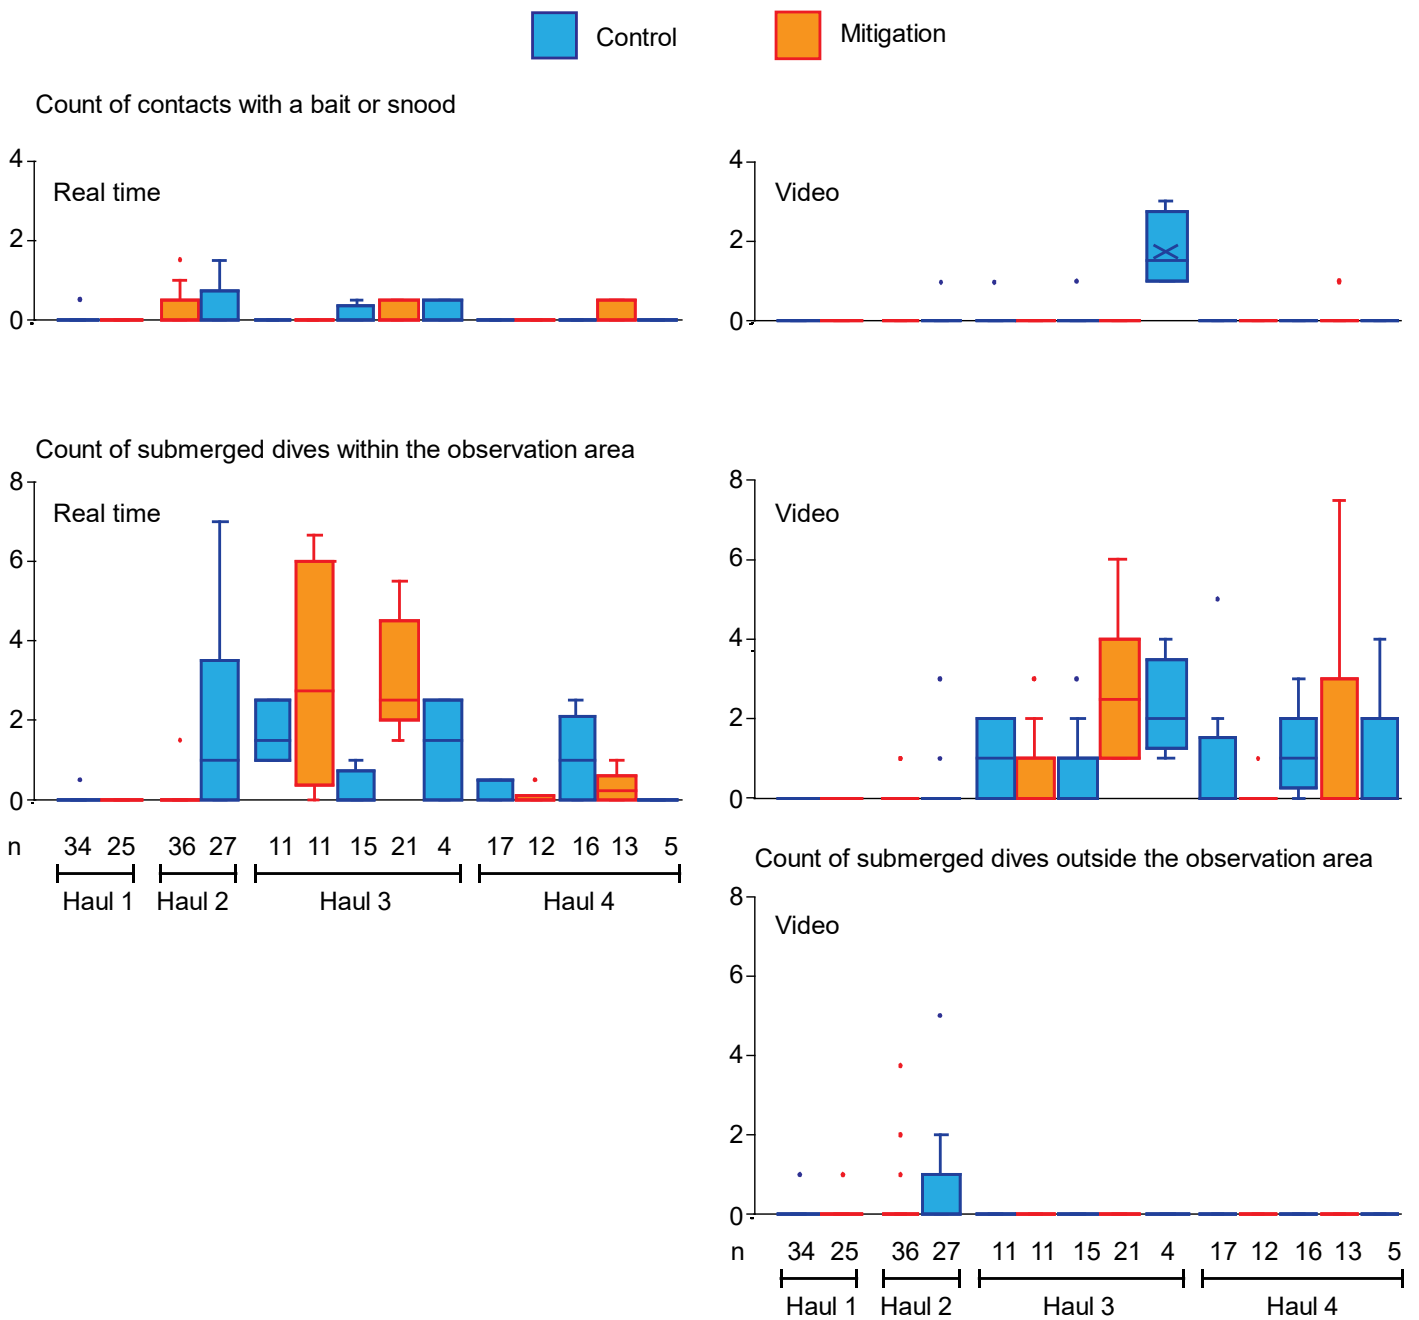 Control
Mitigation
Count of contacts with a bait or snood
4
Real time
2
0
4
Video
2
0
Count of submerged dives within the observation area
8
Real time
6
4
2
0
n 34 25 36 27 11 11 15 21 4 17 12 16 13 5
Haul 1 Haul 2 Haul 3 Haul 4
8
Video
6
4
2
0
Count of submerged dives outside the observation area
8
Video
6
4
2
0
n 34 25 36 27 11 11 15 21 4 17 12 16 13 5
Haul 1 Haul 2 Haul 3 Haul 4